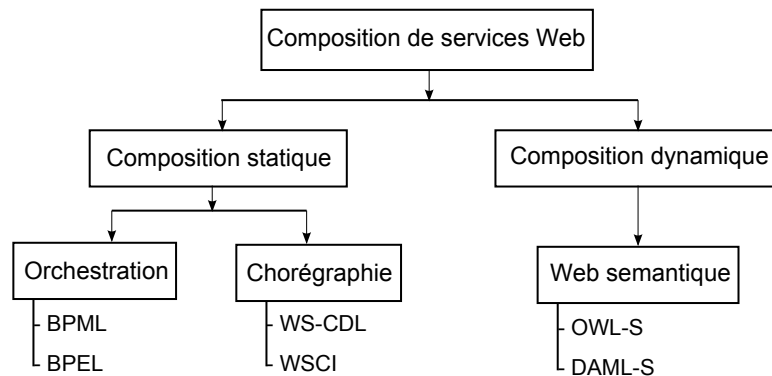 Composition de services Web
Composition statique
Composition dynamique
Orchestration
Chorégraphie
Web semantique
BPML
BPEL
WS-CDL
WSCI
OWL-S
DAML-S